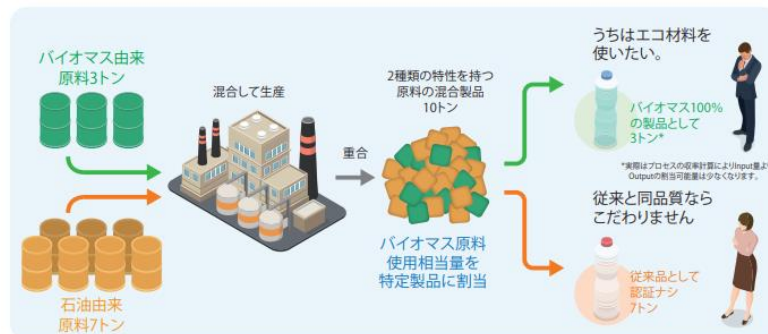 バイオマス由来
原料3トン
石油由来
原料7トン
混合して生産
重合
2種類の特性を持つ
原料の混合製品
10トン
バイオマス原料
使用相当量を
特定製品に割当
うちはエコ材料を
使いたい。
バイオマス100%
の製品として
3トン*
*実際はプロセスの収率計算によりInput量より
Outputの割当可能量は少なくなります。
従来と同品質なら
こだわりません
従来品として
認証ナシ
7トン